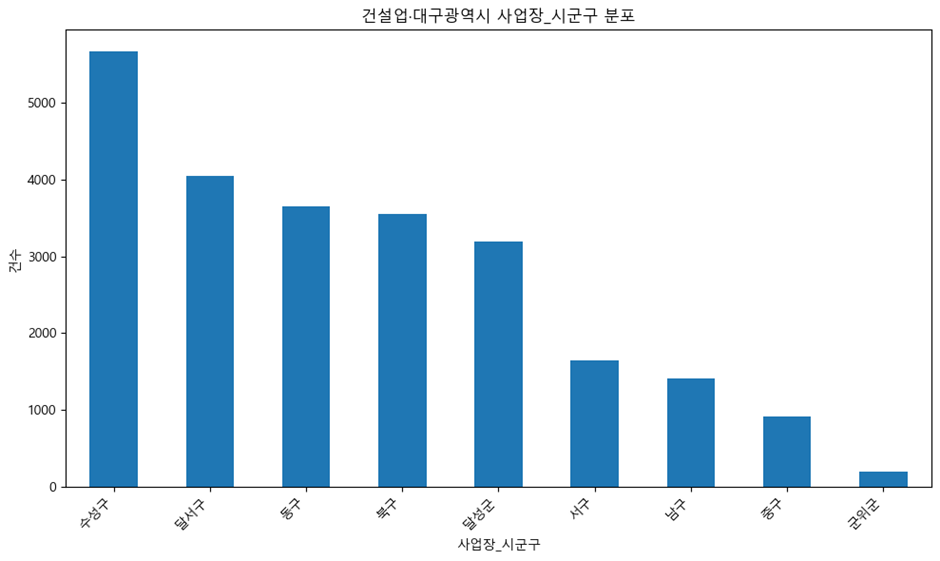 건설업·대구광역시 사업장_시군구 분포
건수
5000
4000
3000
2000
1000
0
수성구
달서구
동구
북구
달성군
서구
남구
중구
군위군
사업장_시군구